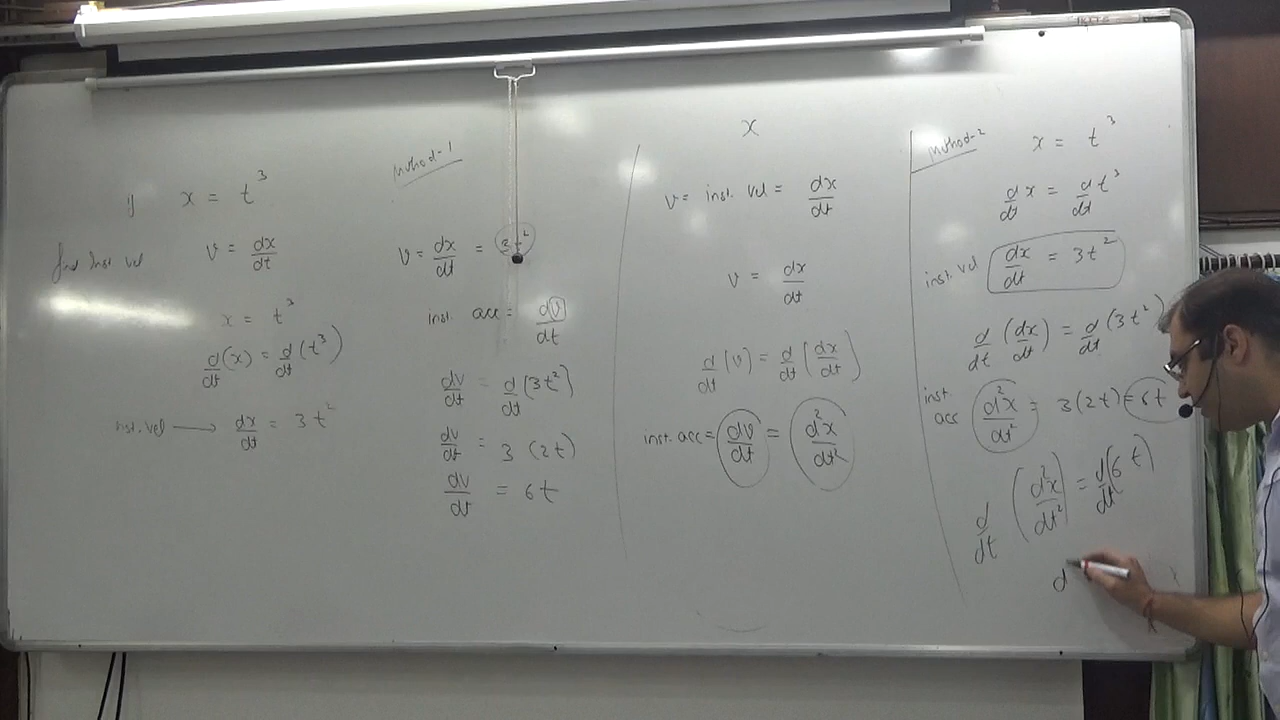 if x = t³
find inst vel v = dx/dt
x = t³
d/dt (x) = d/dt (t³)
inst. vel → dx/dt = 3t²
Method-1
v = dx/dt = 3t²
inst acc = dv/dt
dv/dt = d/dt (3t²)
dv/dt = 3 (2t)
dv/dt = 6t
x
v = inst. vel = dx/dt
v = dx/dt
d/dt (v) = d/dt (dx/dt)
inst. acc = dv/dt = d²x/dt²
Method-2
x = t³
d/dt x = d/dt t³
inst vel dx/dt = 3t²
d/dt (dx/dt) = d/dt (3t²)
inst acc d²x/dt² = 3(2t) = 6t
d/dt (d²x/dt²) = d/dt (6t)
d